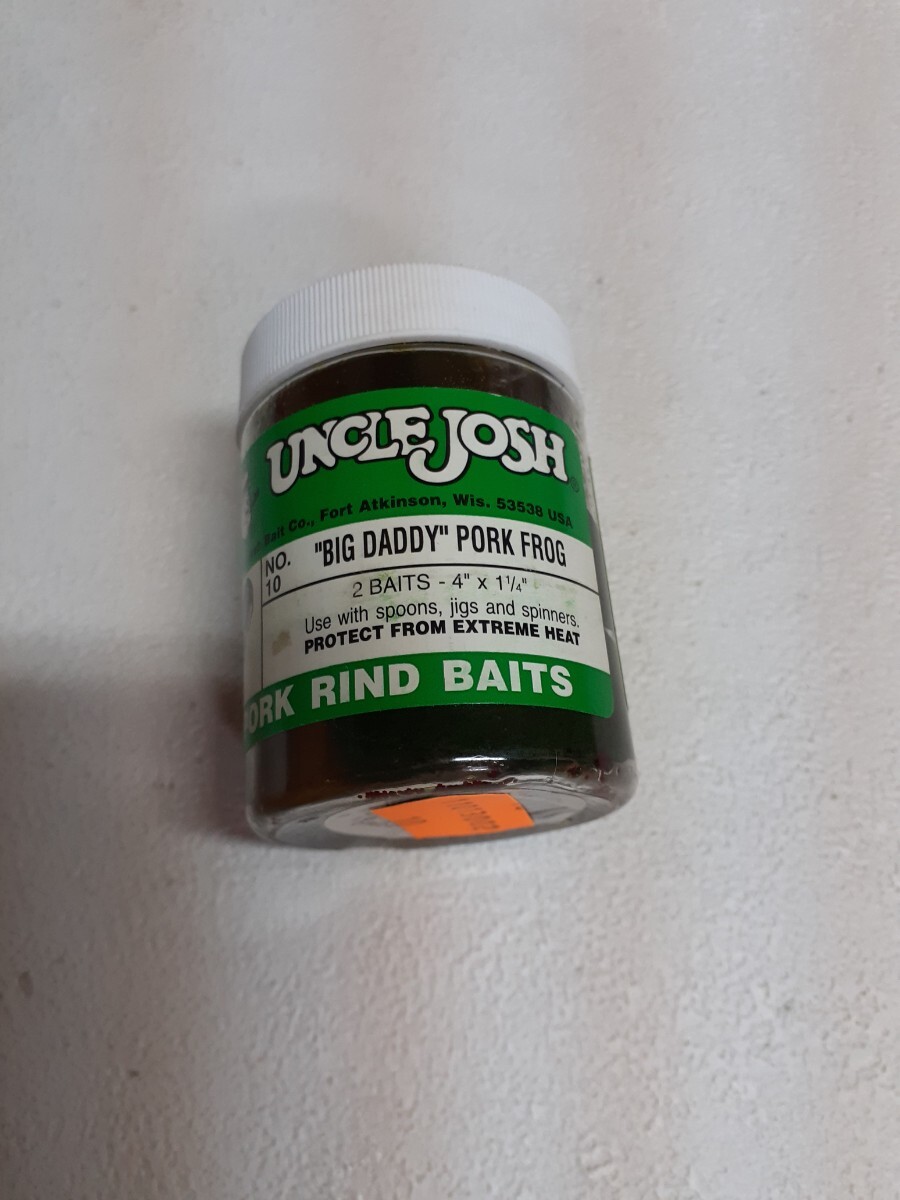 UNCLE JOSH
Bait Co., Fort Atkinson, Wis. 53538 USA
NO. 10
"BIG DADDY" PORK FROG
2 BAITS - 4" x 1¼"
Use with spoons, jigs and spinners.
PROTECT FROM EXTREME HEAT
ORK RIND BAITS